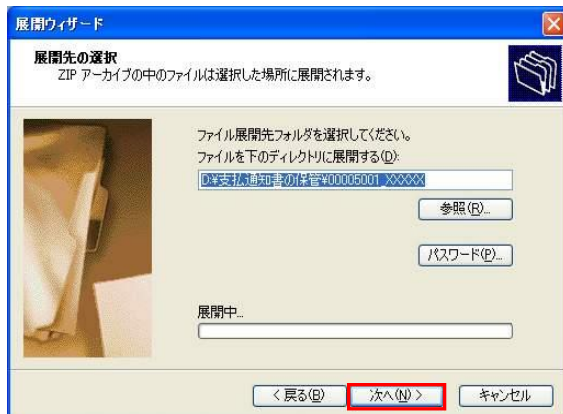 展開ウィザード
展開先の選択
ZIP アーカイブの中のファイルは選択した場所に展開されます。
ファイル展開先フォルダを選択してください。
ファイルを下のディレクトリに展開する(D):
D:¥支払通知書の保管¥00005001_XXXXX
参照(R)...
パスワード(P)...
展開中...
< 戻る(B)
次へ(N) >
キャンセル